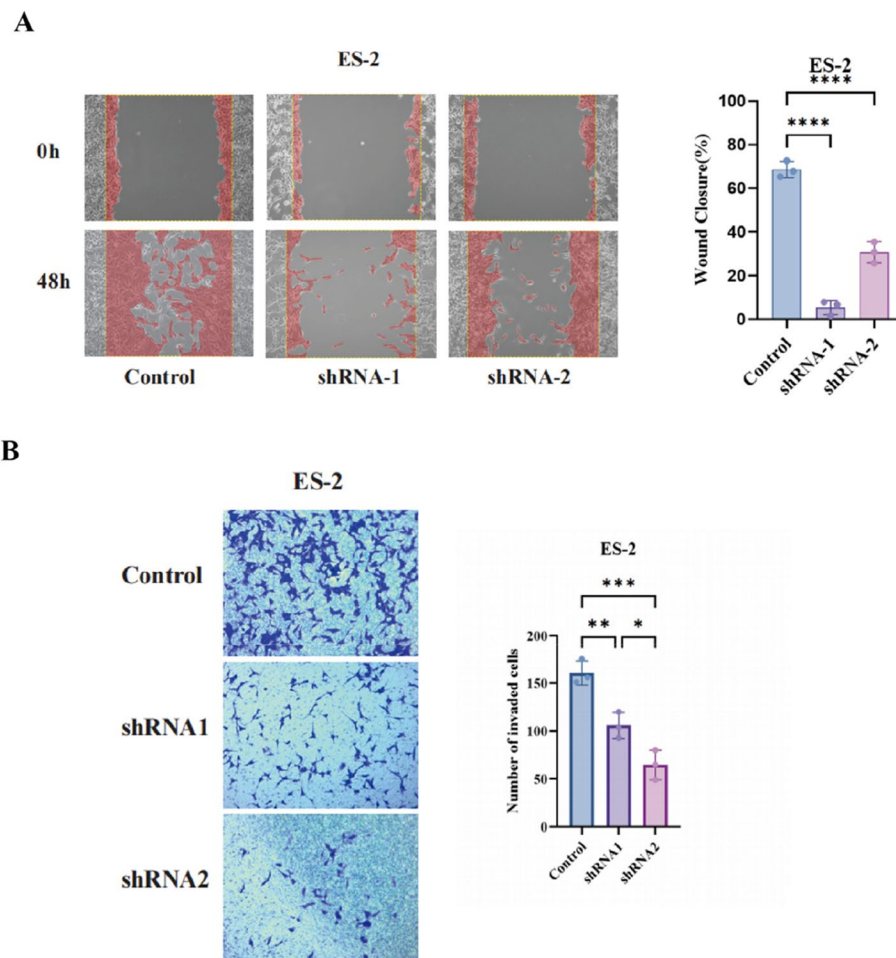 A
ES-2
0h
48h
Control
shRNA-1
shRNA-2
ES-2
****
****
Wound Closure(%)
100
80
60
40
20
0
Control
shRNA-1
shRNA-2
B
ES-2
Control
shRNA1
shRNA2
ES-2
***
**
*
Number of invaded cells
200
150
100
50
0
Control
shRNA1
shRNA2